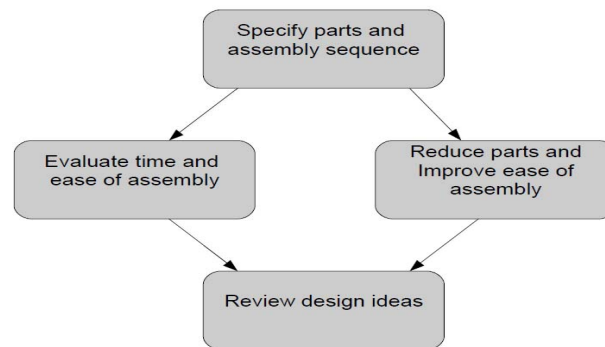 Specify parts and
assembly sequence
Evaluate time and
ease of assembly
Reduce parts and
Improve ease of
assembly
Review design ideas